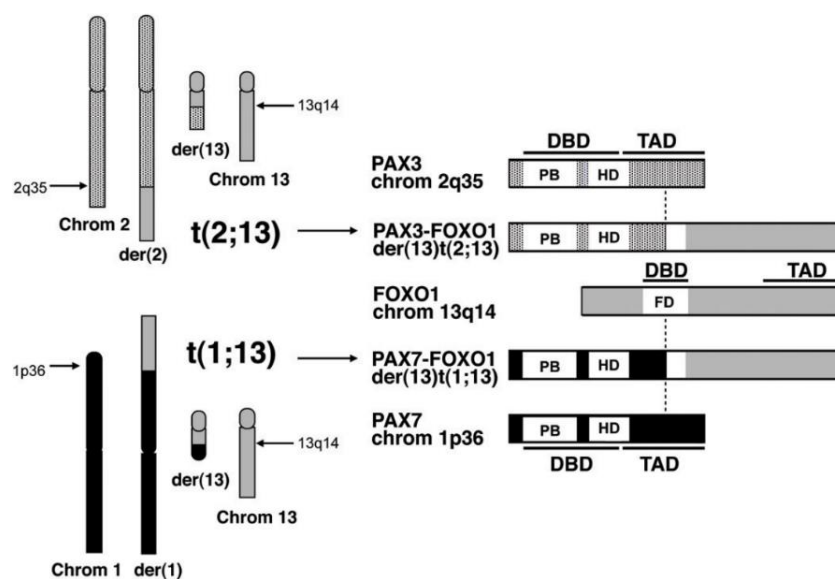 2q35
Chrom 2
der(2)
der(13)
Chrom 13
13q14
t(2;13)
DBD TAD
PAX3
chrom 2q35
PB HD
PAX3-FOXO1
der(13)t(2;13)
PB HD
DBD TAD
FOXO1
chrom 13q14
FD
1p36
Chrom 1
der(1)
t(1;13)
der(13)
Chrom 13
13q14
PAX7-FOXO1
der(13)t(1;13)
PB HD
PAX7
chrom 1p36
PB HD
DBD TAD